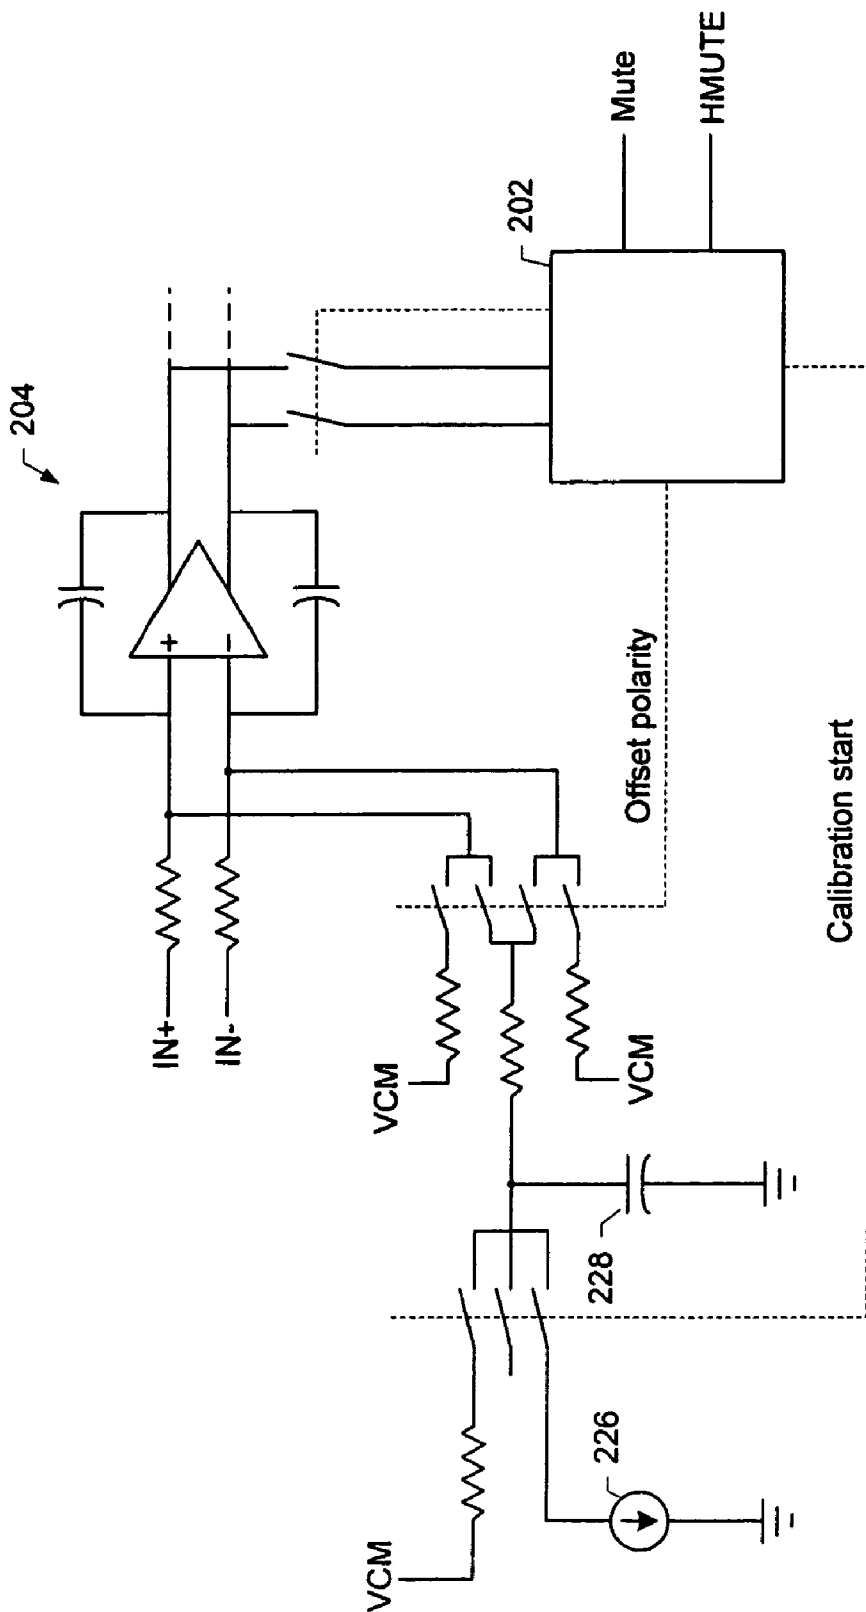 204
IN+
IN-
+
–
202
Mute
HMUTE
Offset polarity
Calibration start
VCM
VCM
VCM
228
226